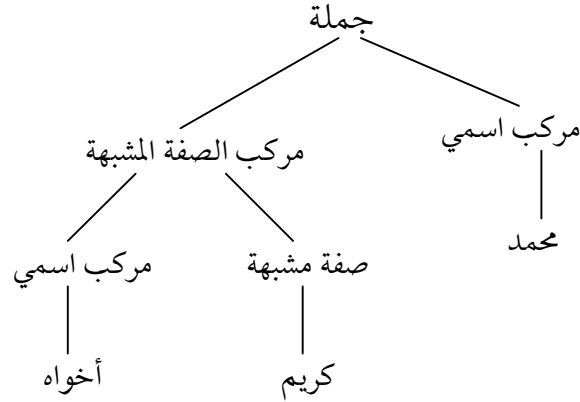 جملة
مركب اسمي
مركب الصفة المشبهة
محمد
صفة مشبهة
مركب اسمي
كريم
أخواه